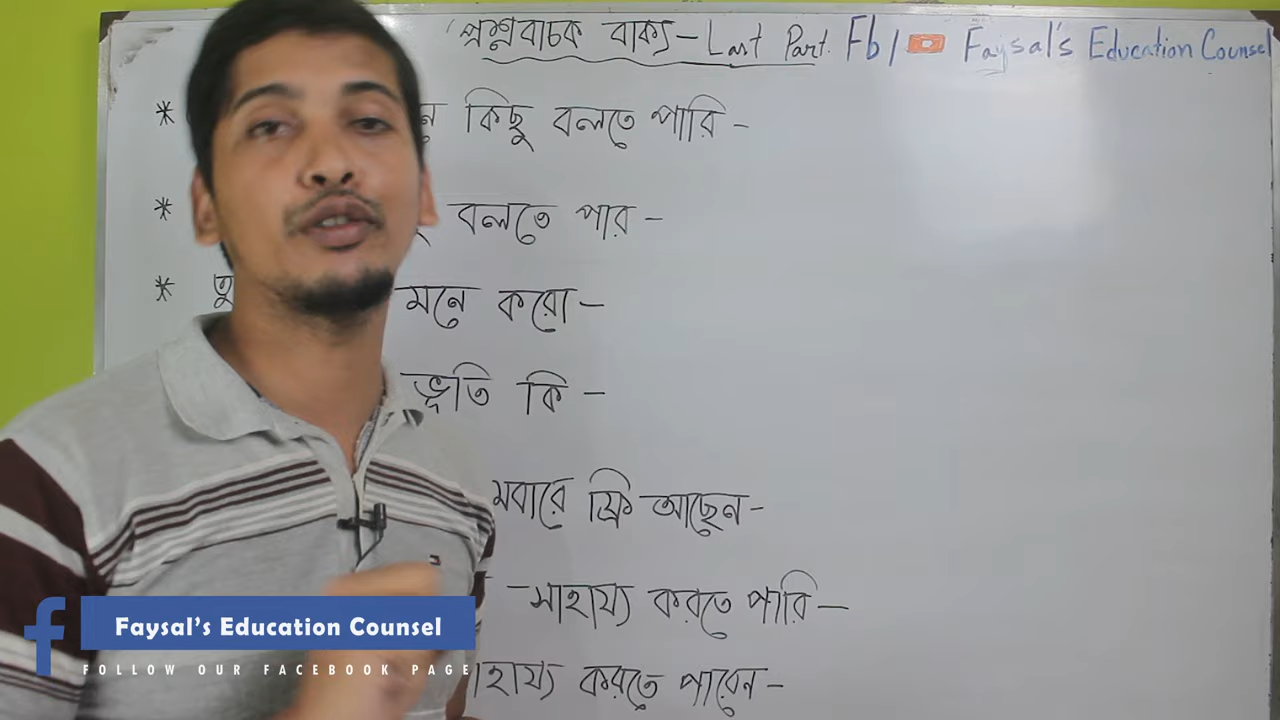 প্রশ্নবাচক বাক্য - Last Part. Fb/ Faysal's Education Counsel
* কিছু বলতে পারি -
* বলতে পার -
* তু মনে করো -
ভূতি কি -
মবারে ফ্রি আছেন -
সাহায্য করতে পারি -
াহায্য করতে পারেন -
f Faysal's Education Counsel
FOLLOW OUR FACEBOOK PAGE